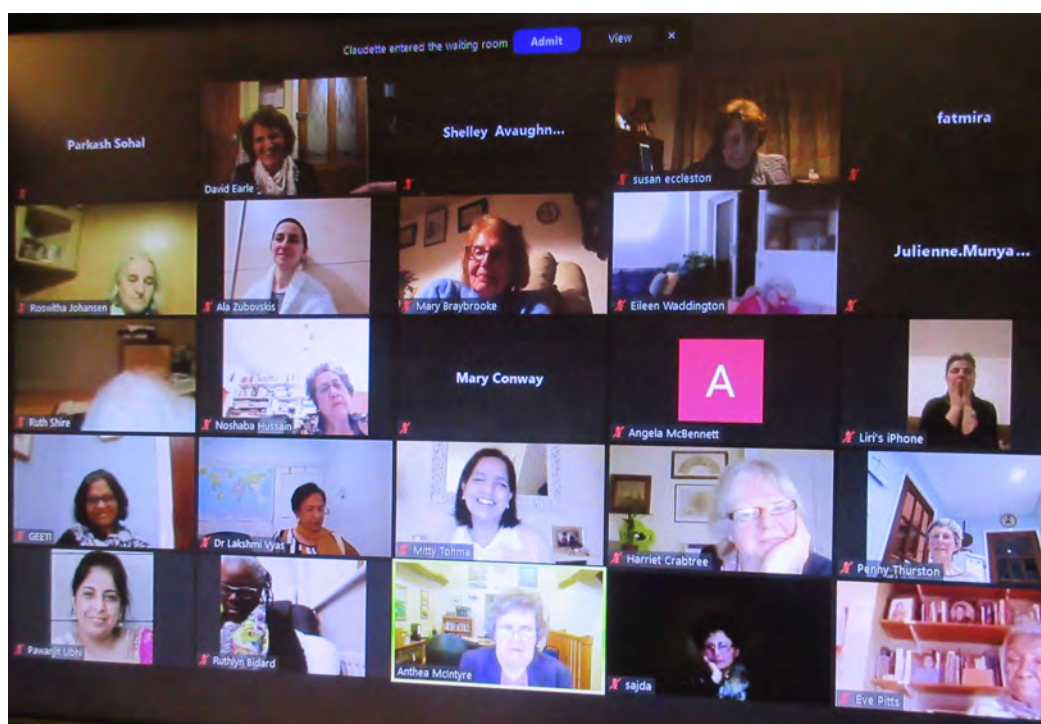 Claudette entered the waiting room Admit View ×
Parkash Sohal
David Earle
Shelley Avaughn...
susan eccleston
fatmira
Roswitha Johansen
Ala Zubovskis
Mary Braybrooke
Eileen Waddington
Julienne.Munya...
Ruth Shire
Noshaba Hussain
Mary Conway
A
Angela McBennett
Liri's iPhone
GEETI
Dr Lakshmi Vyas
Mitty Tohma
Harriet Crabtree
Penny Thurston
Pawanjit Ubhi
Ruthlyn Bidard
Anthea McIntyre
sajda
Eve Pitts